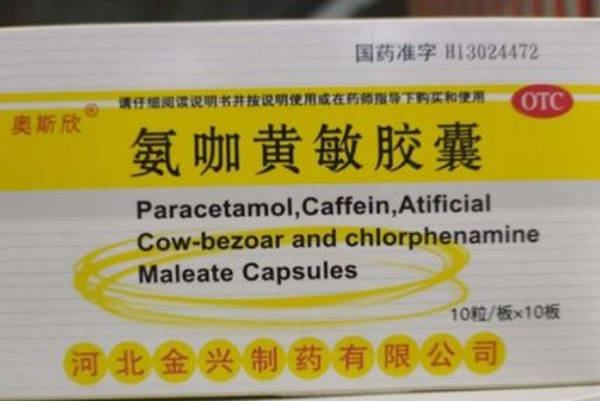 国药准字 H13024472
请仔细阅读说明书并按说明使用或在药师指导下购买和使用
OTC
奥斯欣®
氨咖黄敏胶囊
Paracetamol,Caffein,Atificial
Cow-bezoar and chlorphenamine
Maleate Capsules
10粒/板×10板
河北金兴制药有限公司